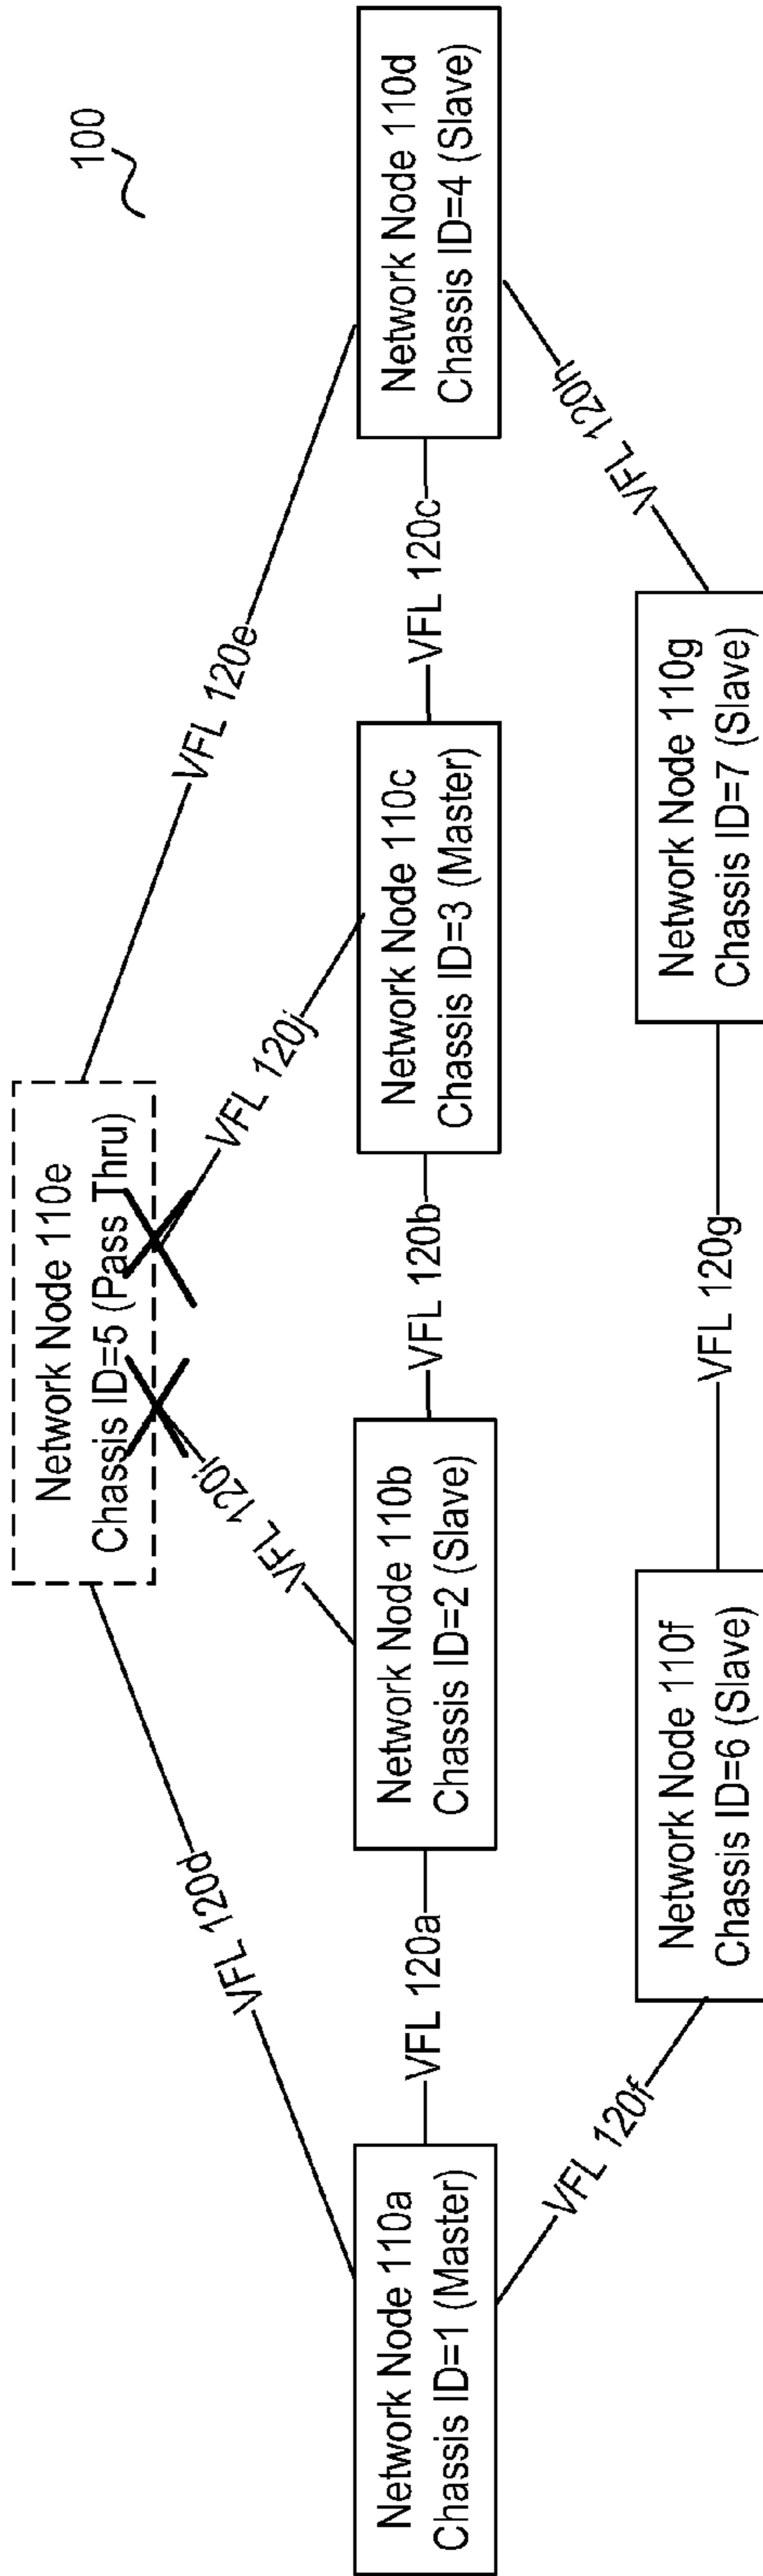 100
Network Node 110e
Chassis ID=5 (Pass Thru)
VFL 120d
VFL 120i
VFL 120j
VFL 120e
Network Node 110a
Chassis ID=1 (Master)
VFL 120a
Network Node 110b
Chassis ID=2 (Slave)
VFL 120b
Network Node 110c
Chassis ID=3 (Master)
VFL 120c
Network Node 110d
Chassis ID=4 (Slave)
VFL 120f
VFL 120h
Network Node 110f
Chassis ID=6 (Slave)
VFL 120g
Network Node 110g
Chassis ID=7 (Slave)